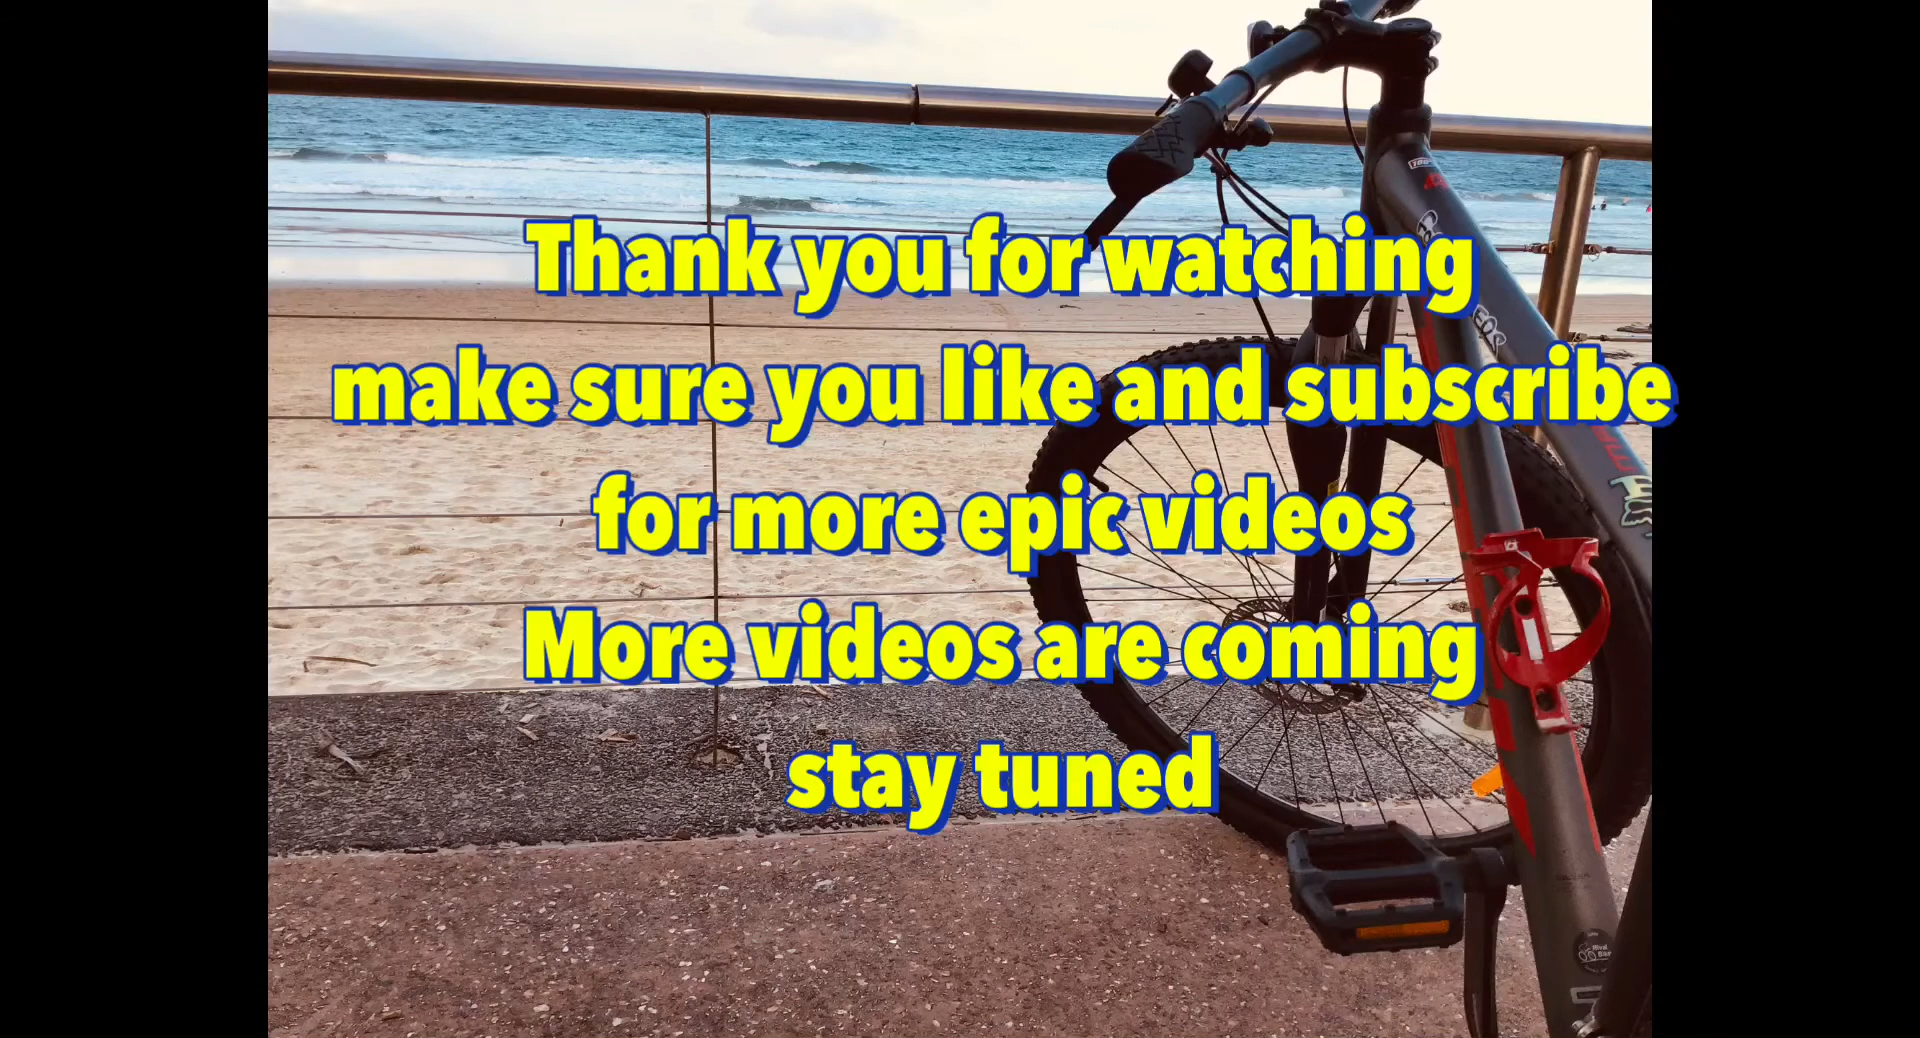 Thank you for watching
make sure you like and subscribe
for more epic videos
More videos are coming
stay tuned